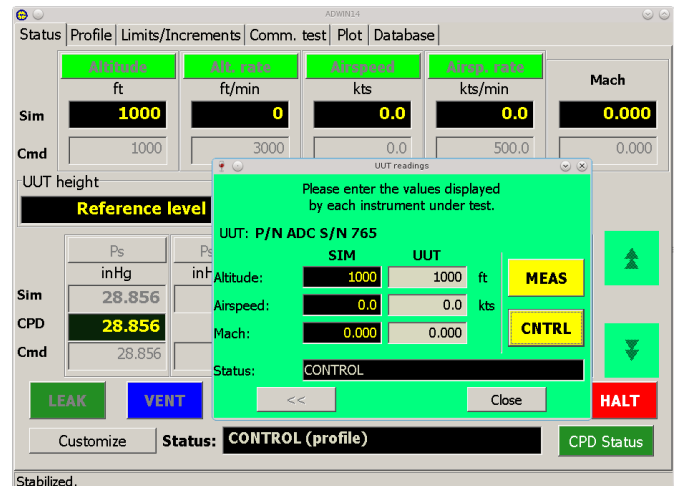 ADWIN14
Status Profile Limits/Increments Comm. test Plot Database
Altitude Alt. rate Airspeed Airsp. rate Mach
ft ft/min kts kts/min
Sim 1000 0 0.0 0.0 0.000
Cmd 1000 3000 0.0 500.0 0.000
UUT height
Reference level
Ps
inHg
Sim 28.856
CPD 28.856
Cmd 28.856
UUT readings
Please enter the values displayed
by each instrument under test.
UUT: P/N ADC S/N 765
SIM UUT
Altitude: 1000 1000 ft MEAS
Airspeed: 0.0 0.0 kts
Mach: 0.000 0.000 CNTRL
Status: CONTROL
<< Close
LEAK VENT HALT
Customize Status: CONTROL (profile) CPD Status
Stabilized.